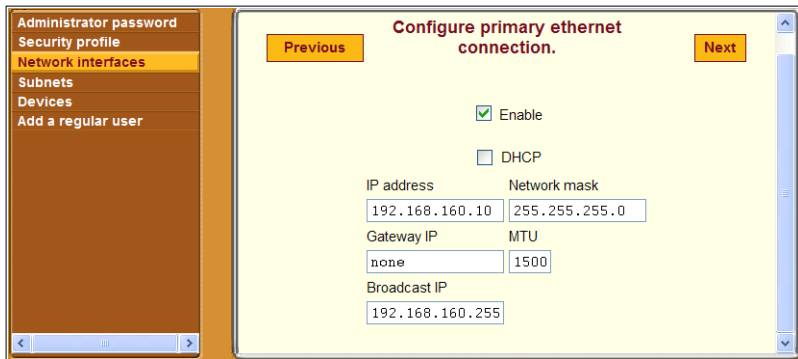 Administrator password
Security profile
Network interfaces
Subnets
Devices
Add a regular user
Previous
Configure primary ethernet
connection.
Next
Enable
DHCP
IP address Network mask
192.168.160.10 255.255.255.0
Gateway IP MTU
none 1500
Broadcast IP
192.168.160.255